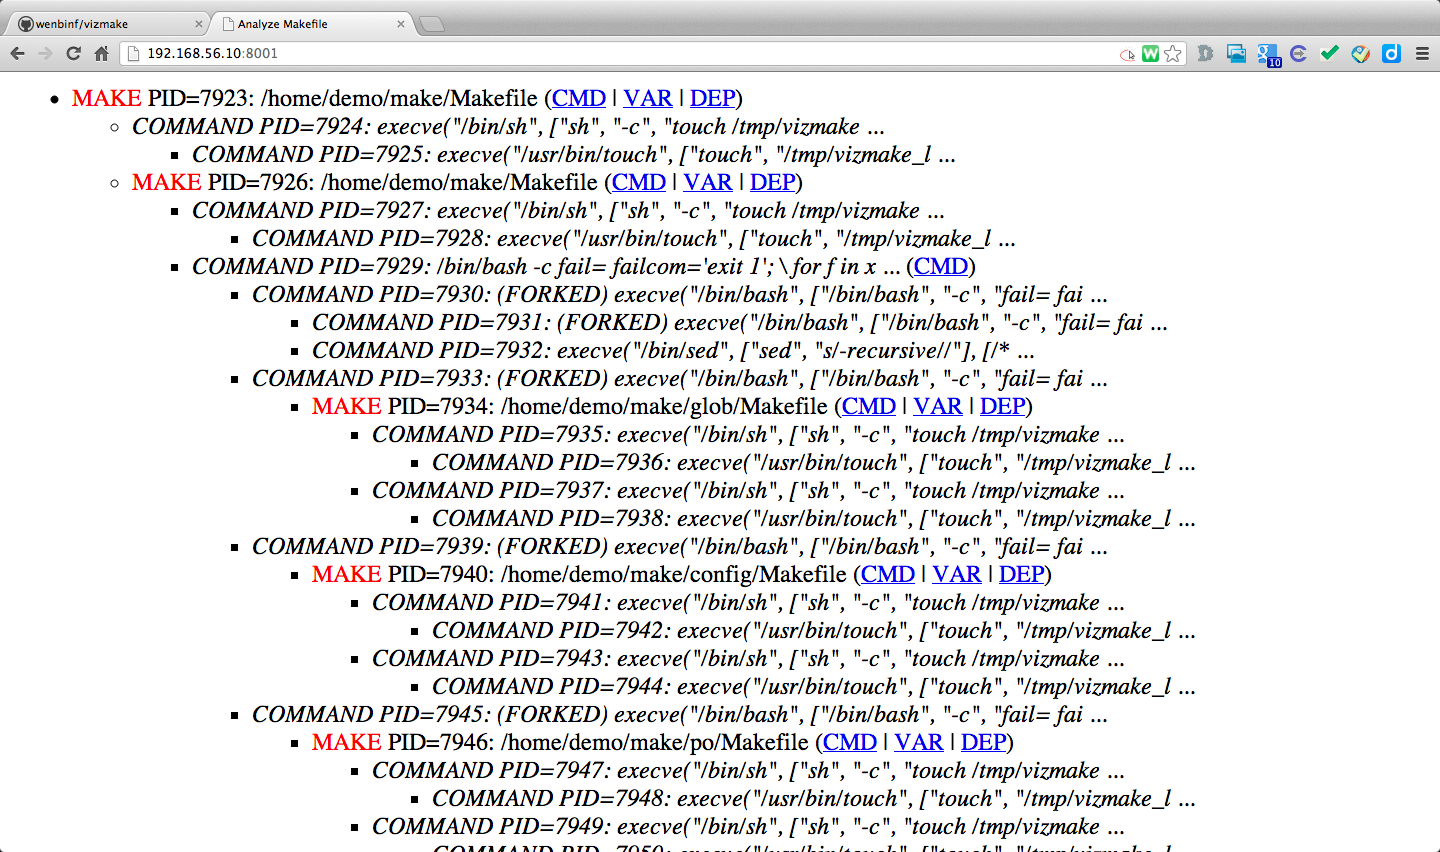 wenbinf/vizmake
Analyze Makefile
192.168.56.10:8001
10
MAKE PID=7923: /home/demo/make/Makefile (CMD | VAR | DEP)
COMMAND PID=7924: execve("/bin/sh", ["sh", "-c", "touch /tmp/vizmake ...
COMMAND PID=7925: execve("/usr/bin/touch", ["touch", "/tmp/vizmake_l ...
MAKE PID=7926: /home/demo/make/Makefile (CMD | VAR | DEP)
COMMAND PID=7927: execve("/bin/sh", ["sh", "-c", "touch /tmp/vizmake ...
COMMAND PID=7928: execve("/usr/bin/touch", ["touch", "/tmp/vizmake_l ...
COMMAND PID=7929: /bin/bash -c fail= failcom='exit 1'; \ for f in x ... (CMD)
COMMAND PID=7930: (FORKED) execve("/bin/bash", ["/bin/bash", "-c", "fail= fai ...
COMMAND PID=7931: (FORKED) execve("/bin/bash", ["/bin/bash", "-c", "fail= fai ...
COMMAND PID=7932: execve("/bin/sed", ["sed", "s/-recursive//"], [/* ...
COMMAND PID=7933: (FORKED) execve("/bin/bash", ["/bin/bash", "-c", "fail= fai ...
MAKE PID=7934: /home/demo/make/glob/Makefile (CMD | VAR | DEP)
COMMAND PID=7935: execve("/bin/sh", ["sh", "-c", "touch /tmp/vizmake ...
COMMAND PID=7936: execve("/usr/bin/touch", ["touch", "/tmp/vizmake_l ...
COMMAND PID=7937: execve("/bin/sh", ["sh", "-c", "touch /tmp/vizmake ...
COMMAND PID=7938: execve("/usr/bin/touch", ["touch", "/tmp/vizmake_l ...
COMMAND PID=7939: (FORKED) execve("/bin/bash", ["/bin/bash", "-c", "fail= fai ...
MAKE PID=7940: /home/demo/make/config/Makefile (CMD | VAR | DEP)
COMMAND PID=7941: execve("/bin/sh", ["sh", "-c", "touch /tmp/vizmake ...
COMMAND PID=7942: execve("/usr/bin/touch", ["touch", "/tmp/vizmake_l ...
COMMAND PID=7943: execve("/bin/sh", ["sh", "-c", "touch /tmp/vizmake ...
COMMAND PID=7944: execve("/usr/bin/touch", ["touch", "/tmp/vizmake_l ...
COMMAND PID=7945: (FORKED) execve("/bin/bash", ["/bin/bash", "-c", "fail= fai ...
MAKE PID=7946: /home/demo/make/po/Makefile (CMD | VAR | DEP)
COMMAND PID=7947: execve("/bin/sh", ["sh", "-c", "touch /tmp/vizmake ...
COMMAND PID=7948: execve("/usr/bin/touch", ["touch", "/tmp/vizmake_l ...
COMMAND PID=7949: execve("/bin/sh", ["sh", "-c", "touch /tmp/vizmake ...
COMMAND PID=7950: execve("/usr/bin/touch", ["touch", "/tmp/vizmake_l ...